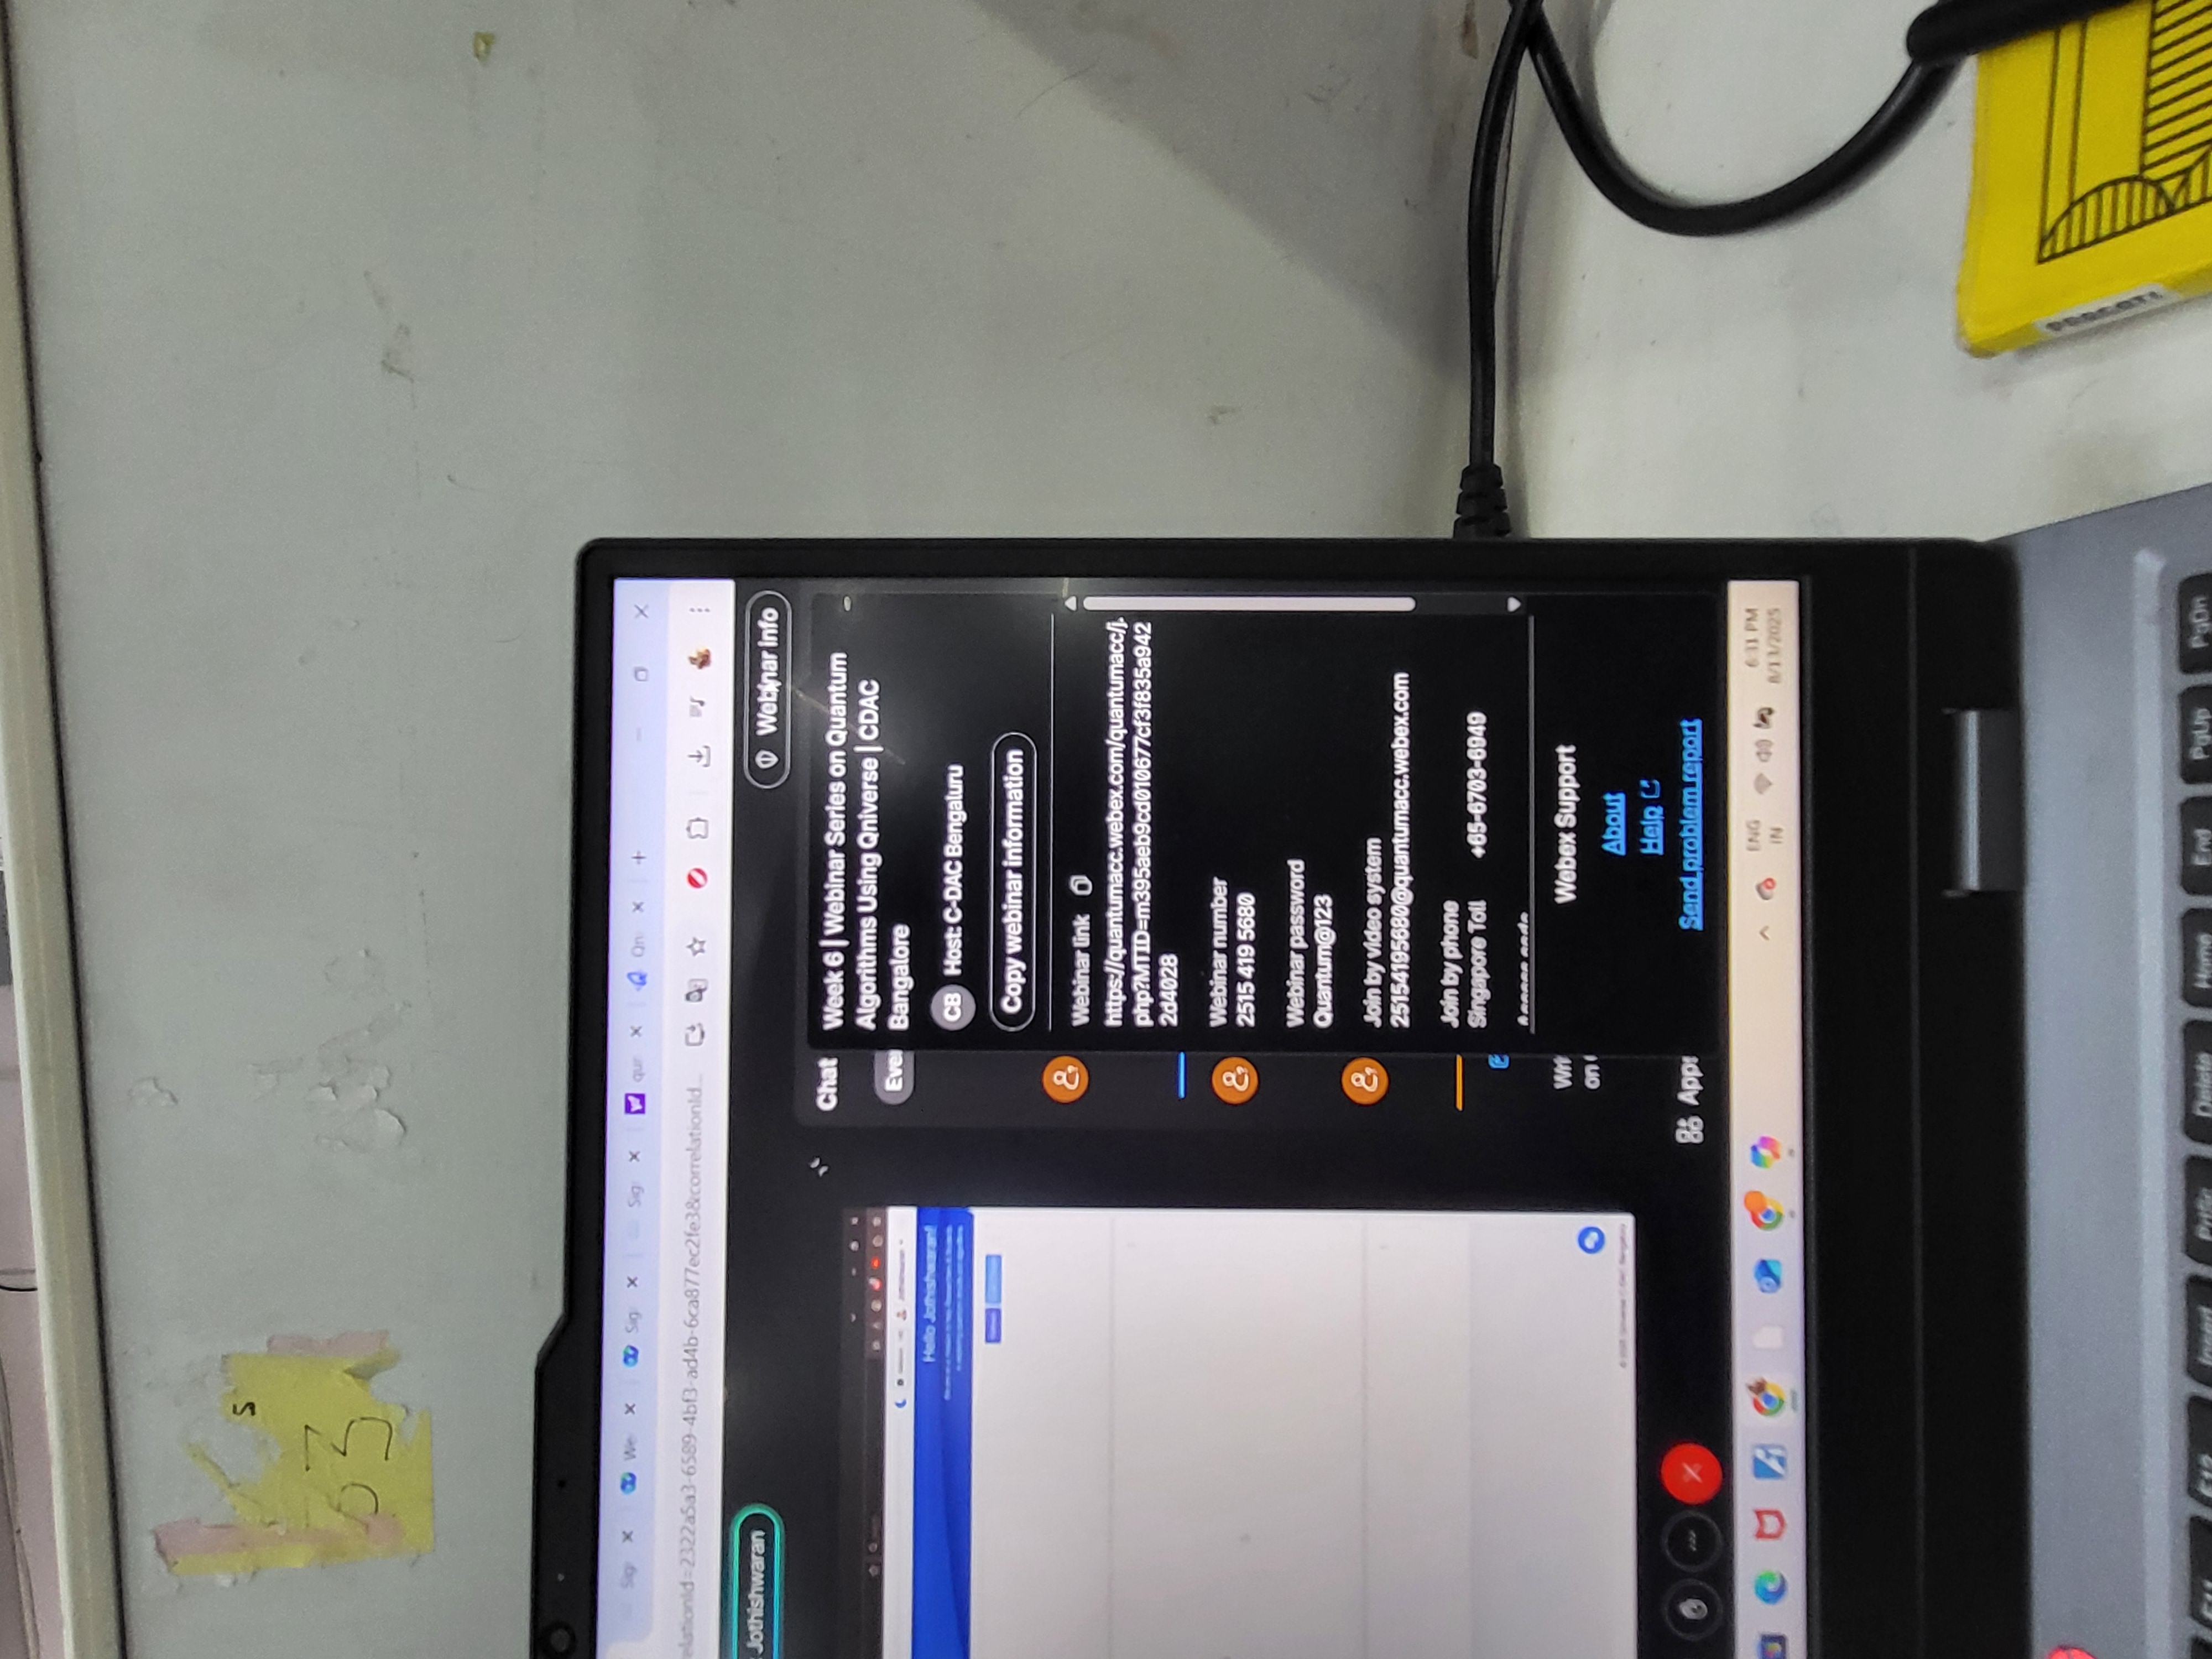 S
33
Sig
We
Sig
Sig
qur
Qn
elationId=2322a5a3-6589-4bf3-ad4b-6ca877ec2fe3&correlationId...
Jothishwaran
Webinar info
Chat
Week 6 | Webinar Series on Quantum
Algorithms Using Qniverse | CDAC
Bangalore
CB Host: C-DAC Bengaluru
Copy webinar information
Webinar link
https://quantumacc.webex.com/quantumacc/j.
php?MTID=m395aeb9cd010677cf3f835a942
2d4028
Webinar number
2515 419 5680
Webinar password
Quantum@123
Join by video system
25154195680@quantumacc.webex.com
Join by phone
Singapore Toll +65-6703-6949
Access code
Webex Support
About
Help
Send problem report
Hello Jothishwaran!
Wri
on
Apps
ENG
IN
6:31 PM
8/13/2025
F11
F12
Insert
PrtSc
Delete
Home
End
PgUp
PgDn